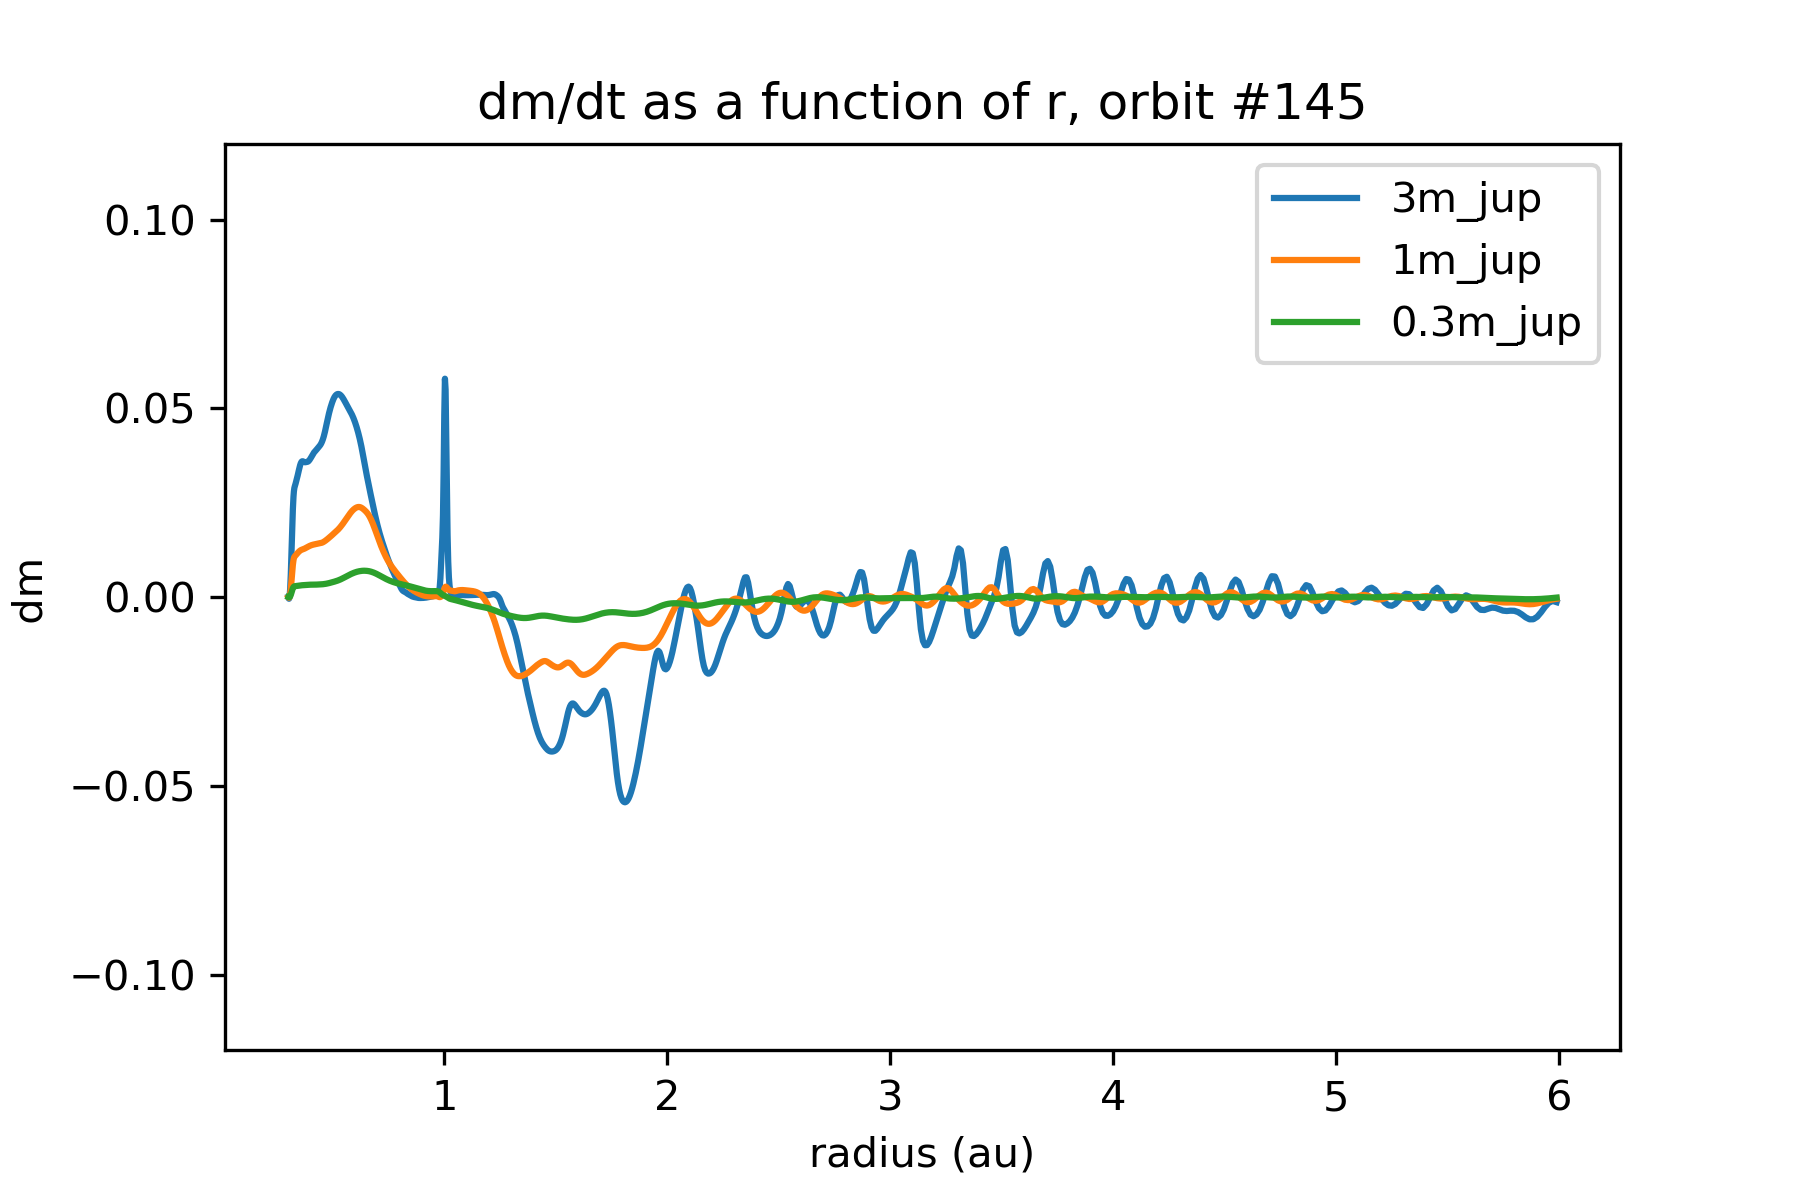 dm/dt as a function of r, orbit #145
3m_jup
1m_jup
0.3m_jup
0.10
0.05
0.00
−0.05
−0.10
dm
1 2 3 4 5 6
radius (au)